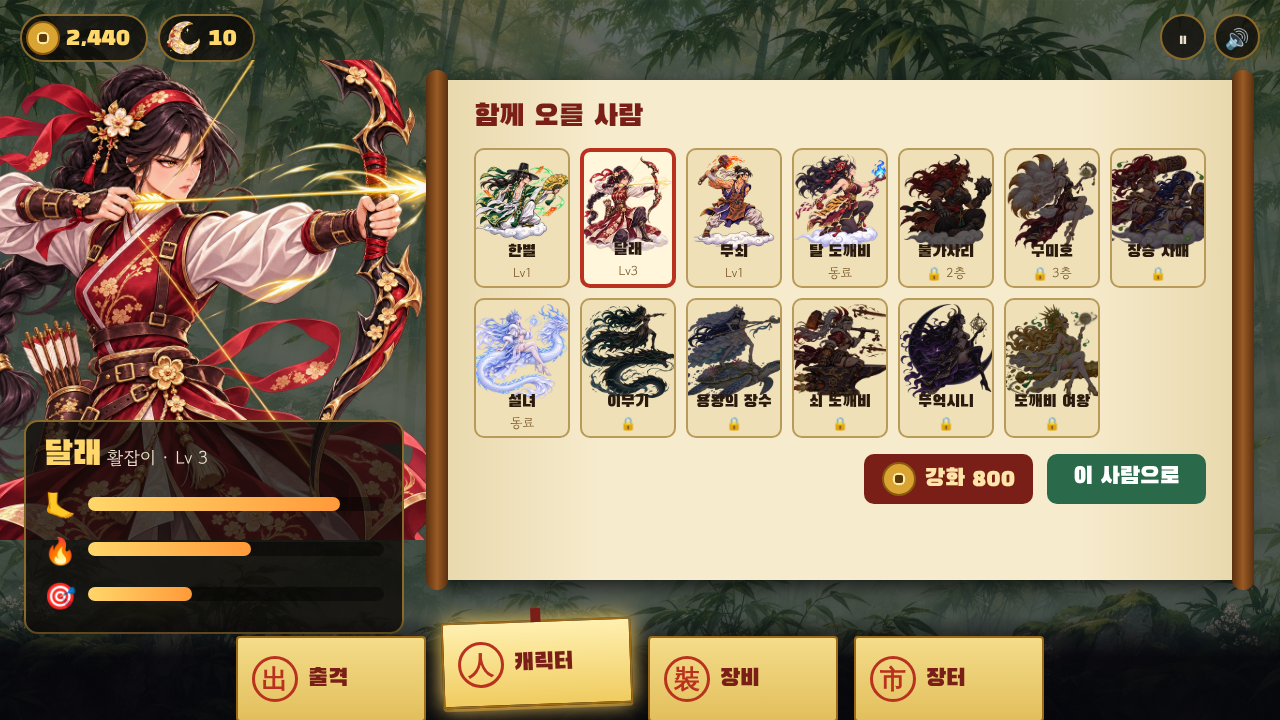 2,440
10
함께 오를 사람
한별
Lv1
달래
Lv3
무쇠
Lv1
탈 도깨비
동료
불가사리
2층
구미호
3층
장승 자매
설녀
동료
이무기
용왕의 장수
쇠 도깨비
두억시니
도깨비 여왕
달래 활잡이 · Lv 3
강화 800
이 사람으로
出 출격
人 캐릭터
裝 장비
市 장터